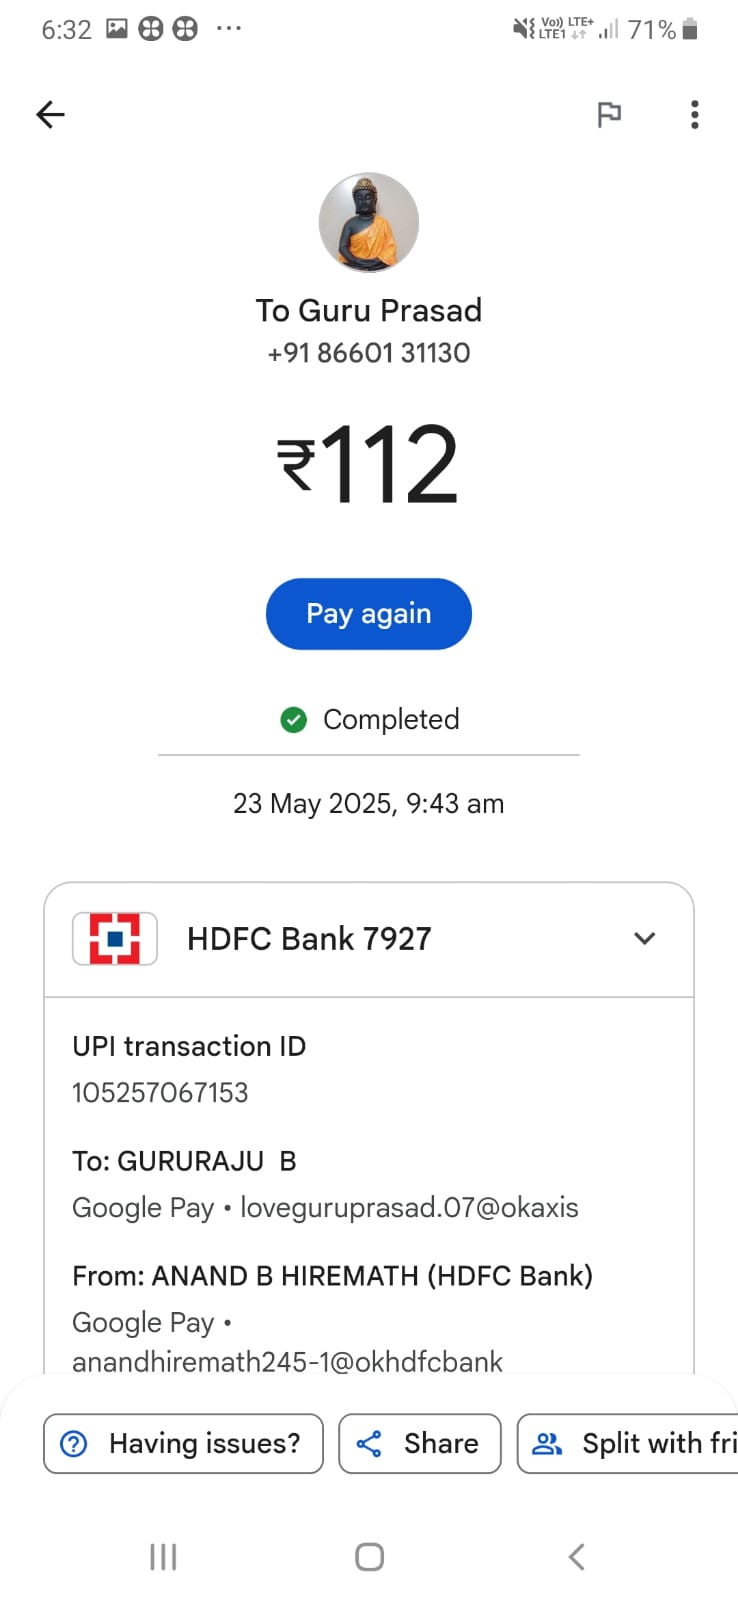 6:32 ... Vo)) LTE+ LTE1 71%
To Guru Prasad
+91 86601 31130
₹112
Pay again
Completed
23 May 2025, 9:43 am
HDFC Bank 7927
UPI transaction ID
105257067153
To: GURURAJU  B
Google Pay • loveguruprasad.07@okaxis
From: ANAND B HIREMATH (HDFC Bank)
Google Pay •
anandhiremath245-1@okhdfcbank
Having issues? Share Split with fri